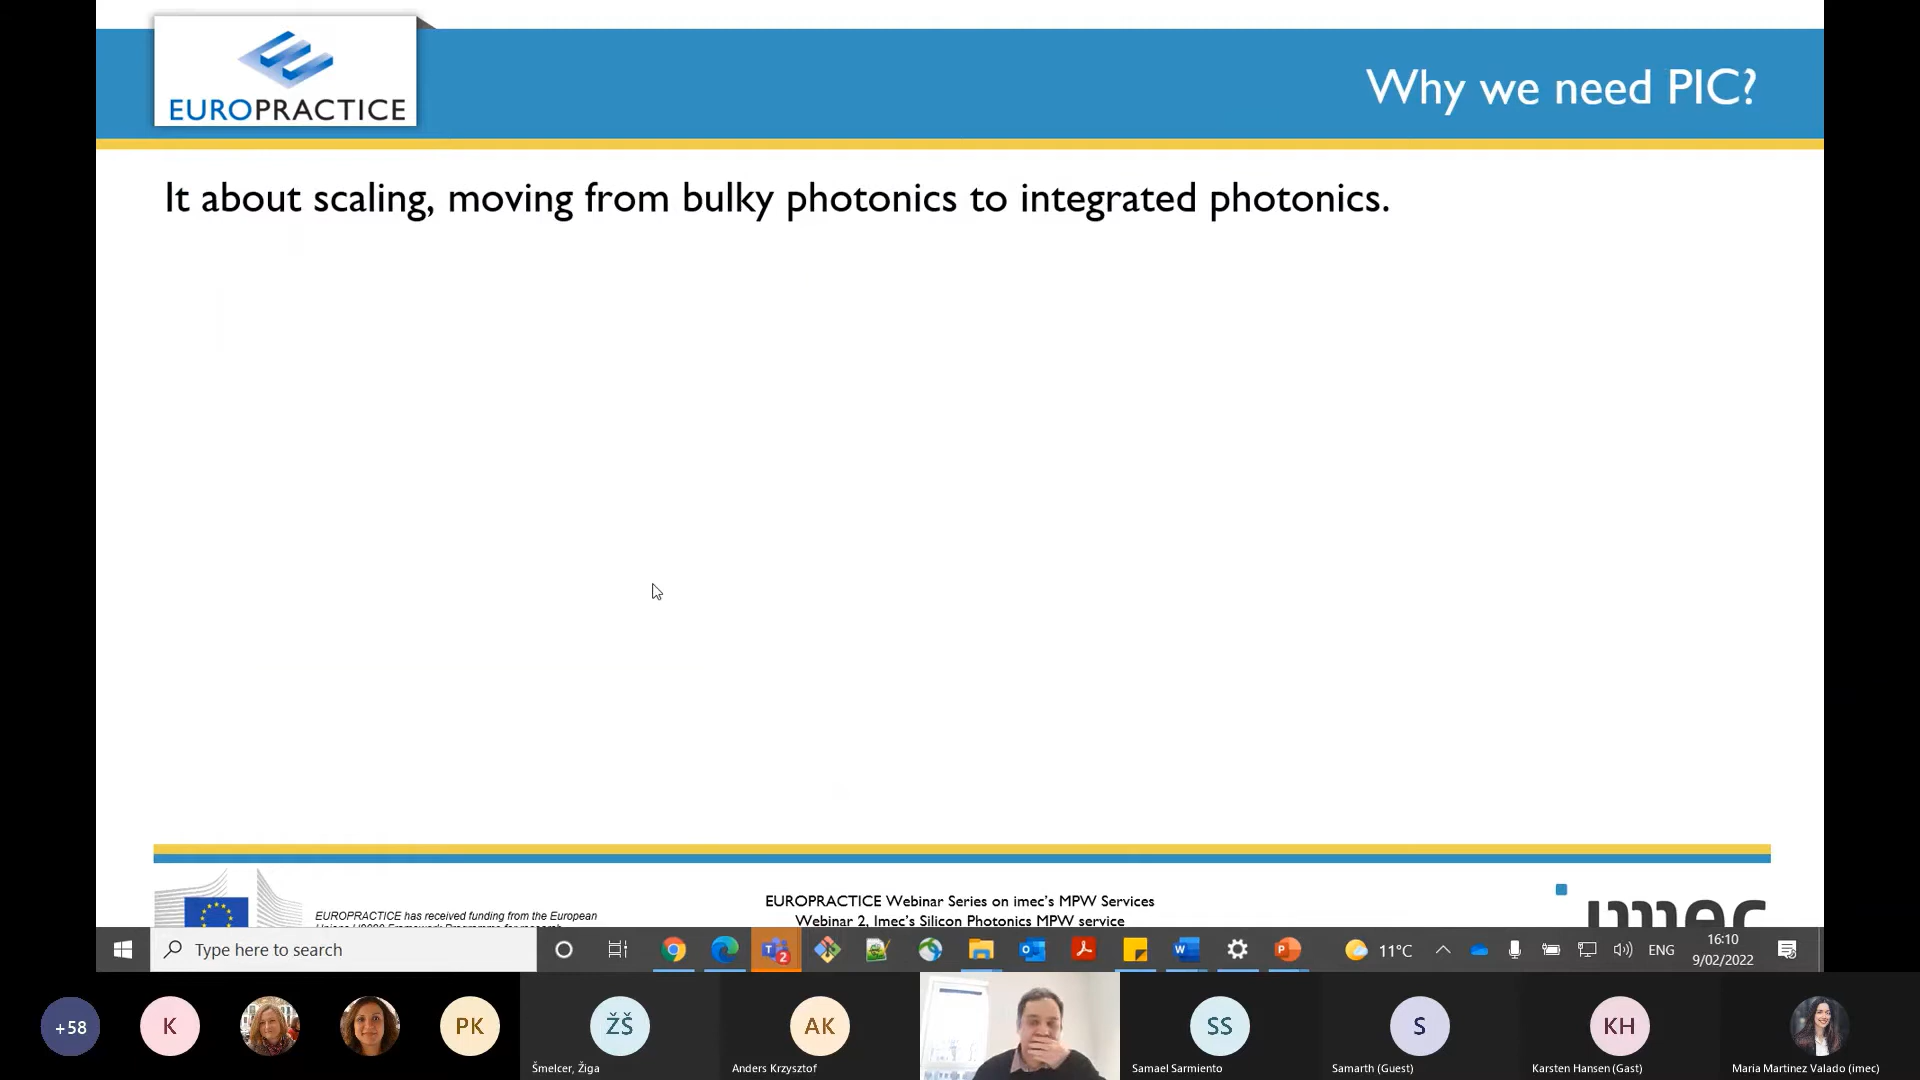 EUROPRACTICE
Why we need PIC?
It about scaling, moving from bulky photonics to integrated photonics.
EUROPRACTICE has received funding from the European
EUROPRACTICE Webinar Series on imec's MPW Services
Webinar 2, Imec's Silicon Photonics MPW service
imec
Type here to search
2
11°C
ENG
16:10
9/02/2022
+58
K
PK
ŽŠ
Šmelcer, Žiga
AK
Anders Krzysztof
SS
Samael Sarmiento
S
Samarth (Guest)
KH
Karsten Hansen (Gast)
Maria Martinez Valado (imec)